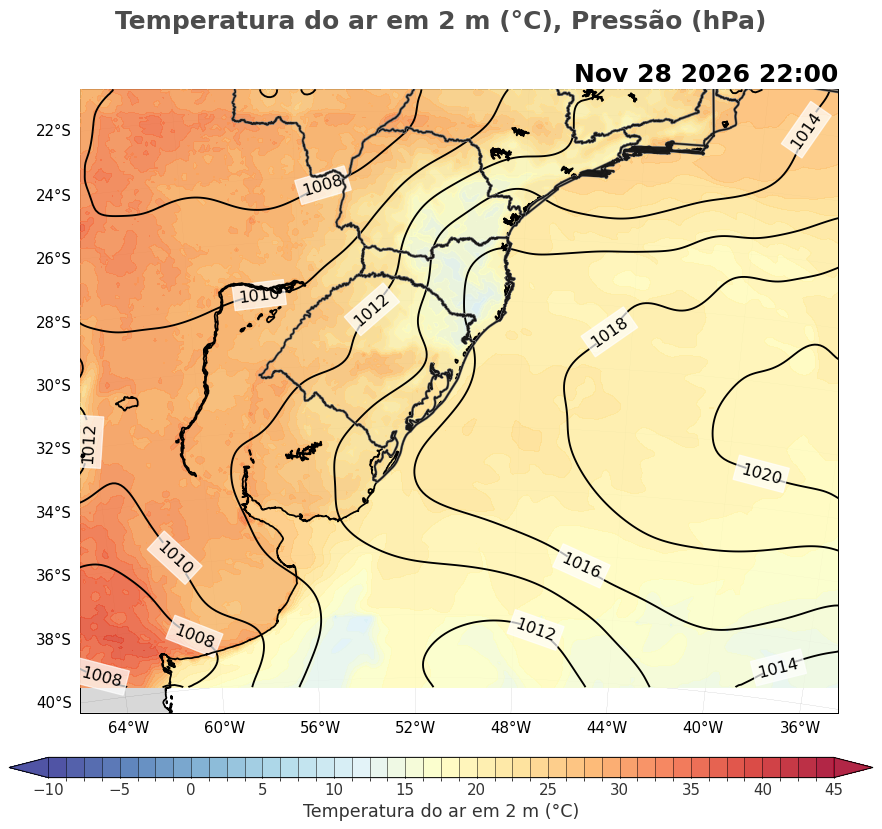 Temperatura do ar em 2 m (°C), Pressão (hPa)
Nov 28 2026 22:00
22°S
24°S
26°S
28°S
30°S
32°S
34°S
36°S
38°S
40°S
1014
1008
1010
1012
1018
1012
1020
1010
1016
1008
1012
1014
1008
64°W 60°W 56°W 52°W 48°W 44°W 40°W 36°W
−10 −5 0 5 10 15 20 25 30 35 40 45
Temperatura do ar em 2 m (°C)